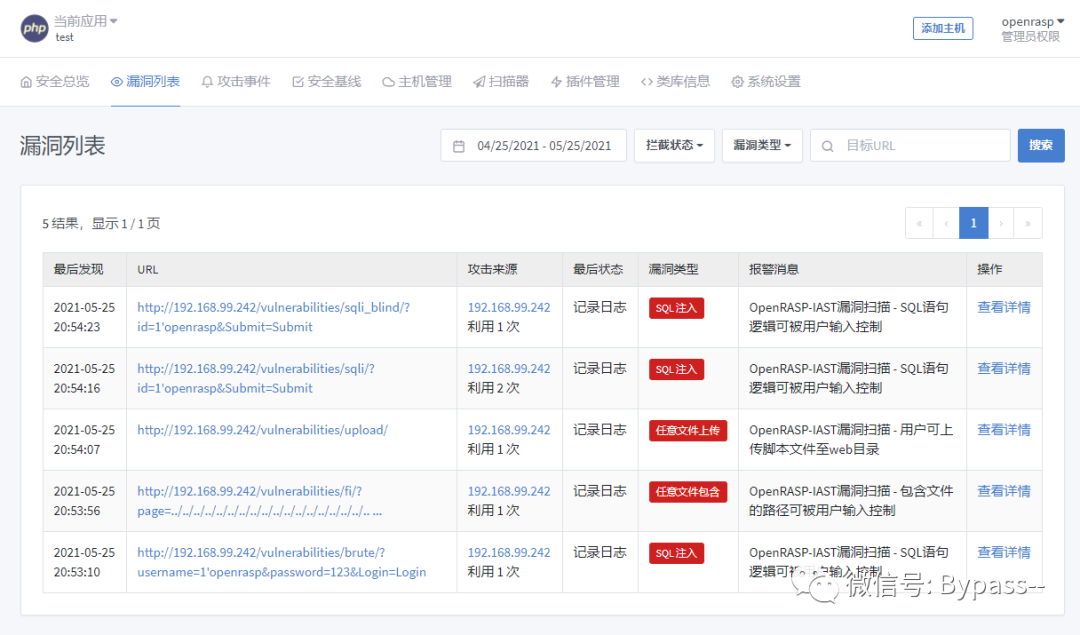 php
当前应用
test
添加主机
openrasp
管理员权限
安全总览
漏洞列表
攻击事件
安全基线
主机管理
扫描器
插件管理
类库信息
系统设置
漏洞列表
04/25/2021 - 05/25/2021
拦截状态
漏洞类型
目标URL
搜索
5 结果，显示 1 / 1 页
« ‹ 1 › »
最后发现 URL 攻击来源 最后状态 漏洞类型 报警消息 操作
2021-05-25 http://192.168.99.242/vulnerabilities/sqli_blind/? 192.168.99.242 记录日志 SQL 注入 OpenRASP-IAST漏洞扫描 - SQL语句 查看详情
20:54:23 id=1'openrasp&Submit=Submit 利用 1 次 逻辑可被用户输入控制
2021-05-25 http://192.168.99.242/vulnerabilities/sqli/? 192.168.99.242 记录日志 SQL 注入 OpenRASP-IAST漏洞扫描 - SQL语句 查看详情
20:54:16 id=1'openrasp&Submit=Submit 利用 2 次 逻辑可被用户输入控制
2021-05-25 http://192.168.99.242/vulnerabilities/upload/ 192.168.99.242 记录日志 任意文件上传 OpenRASP-IAST漏洞扫描 - 用户可上 查看详情
20:54:07 利用 1 次 传脚本文件至web目录
2021-05-25 http://192.168.99.242/vulnerabilities/fi/? 192.168.99.242 记录日志 任意文件包含 OpenRASP-IAST漏洞扫描 - 包含文件 查看详情
20:53:56 page=../../../../../../../../../../../../../../../../../.. ... 利用 1 次 的路径可被用户输入控制
2021-05-25 http://192.168.99.242/vulnerabilities/brute/? 192.168.99.242 记录日志 SQL 注入 OpenRASP-IAST漏洞扫描 - SQL语句 查看详情
20:53:10 username=1'openrasp&password=123&Login=Login 利用 1 次 逻辑可被用户输入控制
微信号: Bypass--